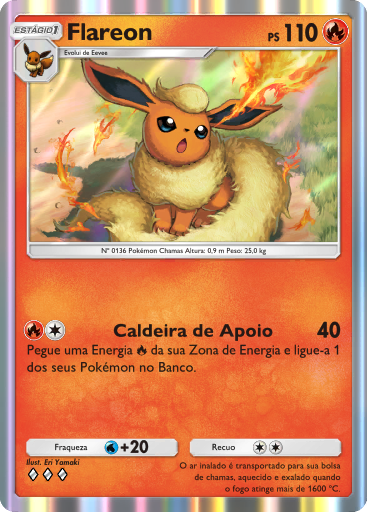 ESTÁGIO 1
Flareon
PS 110
Evolui de Eevee
Nº 0136 Pokémon Chamas Altura: 0,9 m Peso: 25,0 kg
Caldeira de Apoio 40
Pegue uma Energia da sua Zona de Energia e ligue-a 1
dos seus Pokémon no Banco.
Fraqueza +20
Recuo
Ilust. Eri Yamaki
O ar inalado é transportado para sua bolsa
de chamas, aquecido e exalado quando
o fogo atinge mais de 1600 °C.